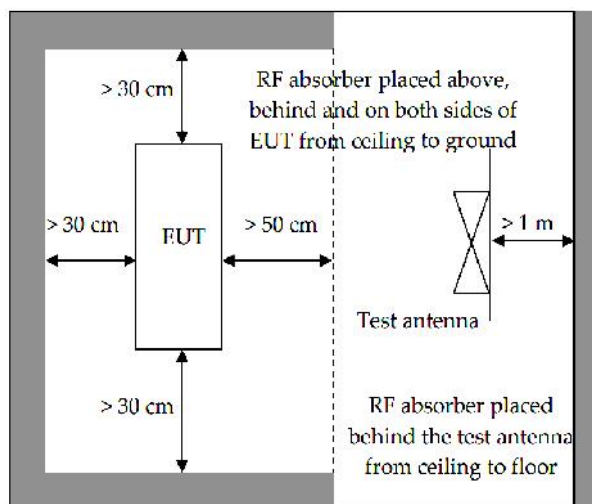 > 30 cm
RF absorber placed above,
behind and on both sides of
EUT from ceiling to ground
> 30 cm
EUT
> 50 cm
> 1 m
Test antenna
> 30 cm
RF absorber placed
behind the test antenna
from ceiling to floor